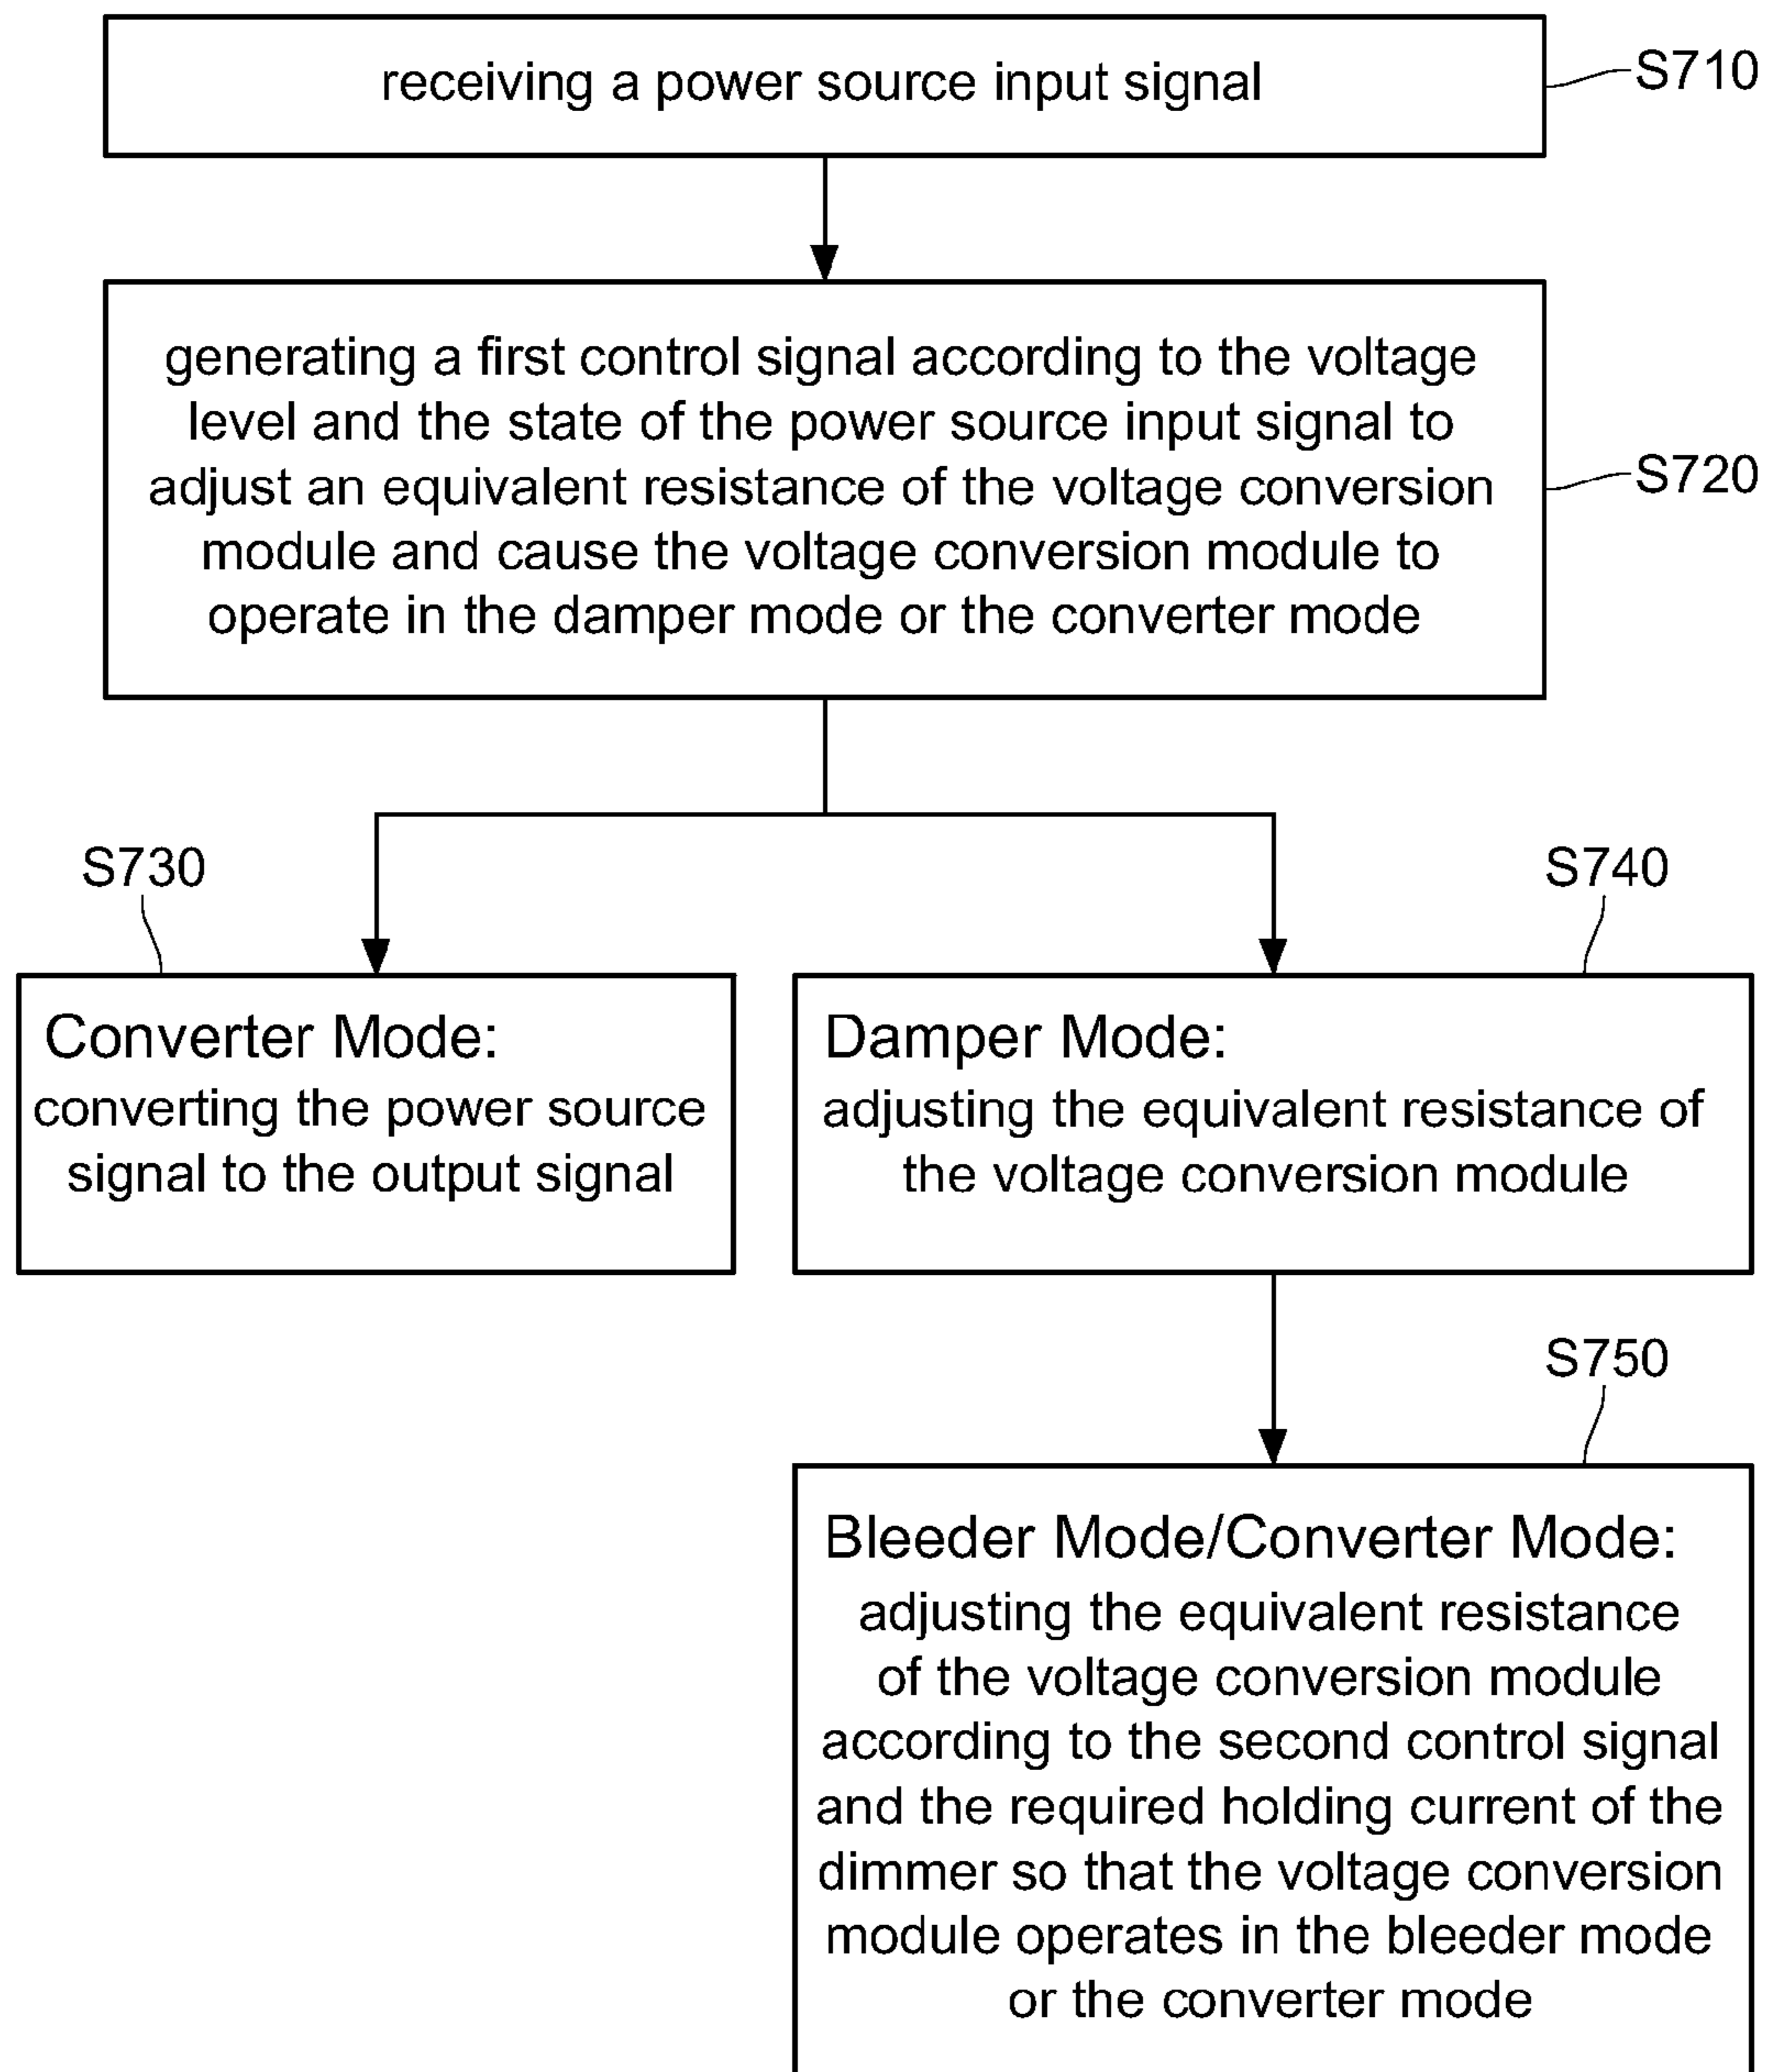 receiving a power source input signal
S710
generating a first control signal according to the voltage
level and the state of the power source input signal to
adjust an equivalent resistance of the voltage conversion
module and cause the voltage conversion module to
operate in the damper mode or the converter mode
S720
S730
Converter Mode:
converting the power source
signal to the output signal
S740
Damper Mode:
adjusting the equivalent resistance of
the voltage conversion module
S750
Bleeder Mode/Converter Mode:
adjusting the equivalent resistance
of the voltage conversion module
according to the second control signal
and the required holding current of the
dimmer so that the voltage conversion
module operates in the bleeder mode
or the converter mode